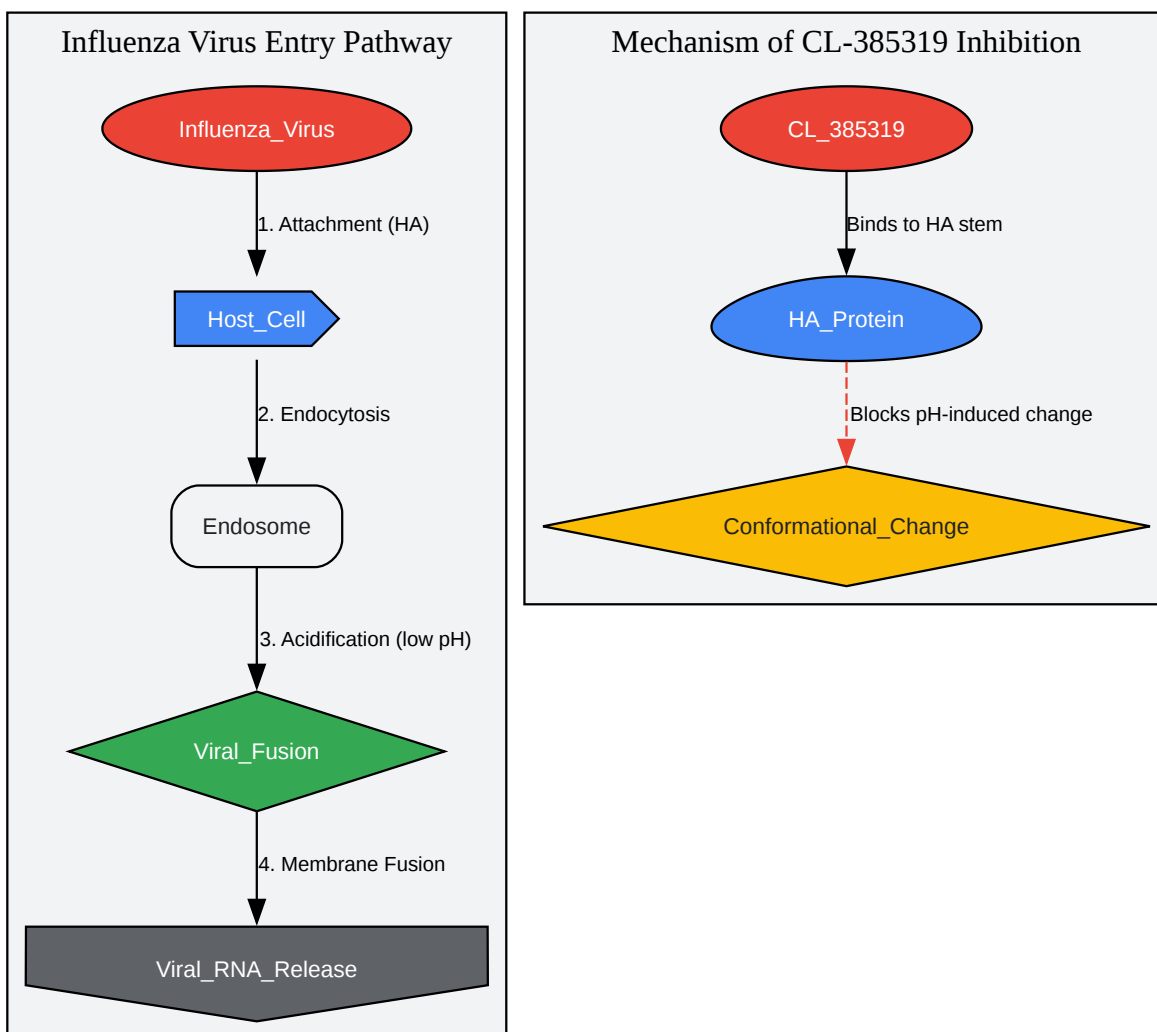 Influenza Virus Entry Pathway
Influenza_Virus
1. Attachment (HA)
Host_Cell
2. Endocytosis
Endosome
3. Acidification (low pH)
Viral_Fusion
4. Membrane Fusion
Viral_RNA_Release
Mechanism of CL-385319 Inhibition
CL_385319
Binds to HA stem
HA_Protein
Blocks pH-induced change
Conformational_Change